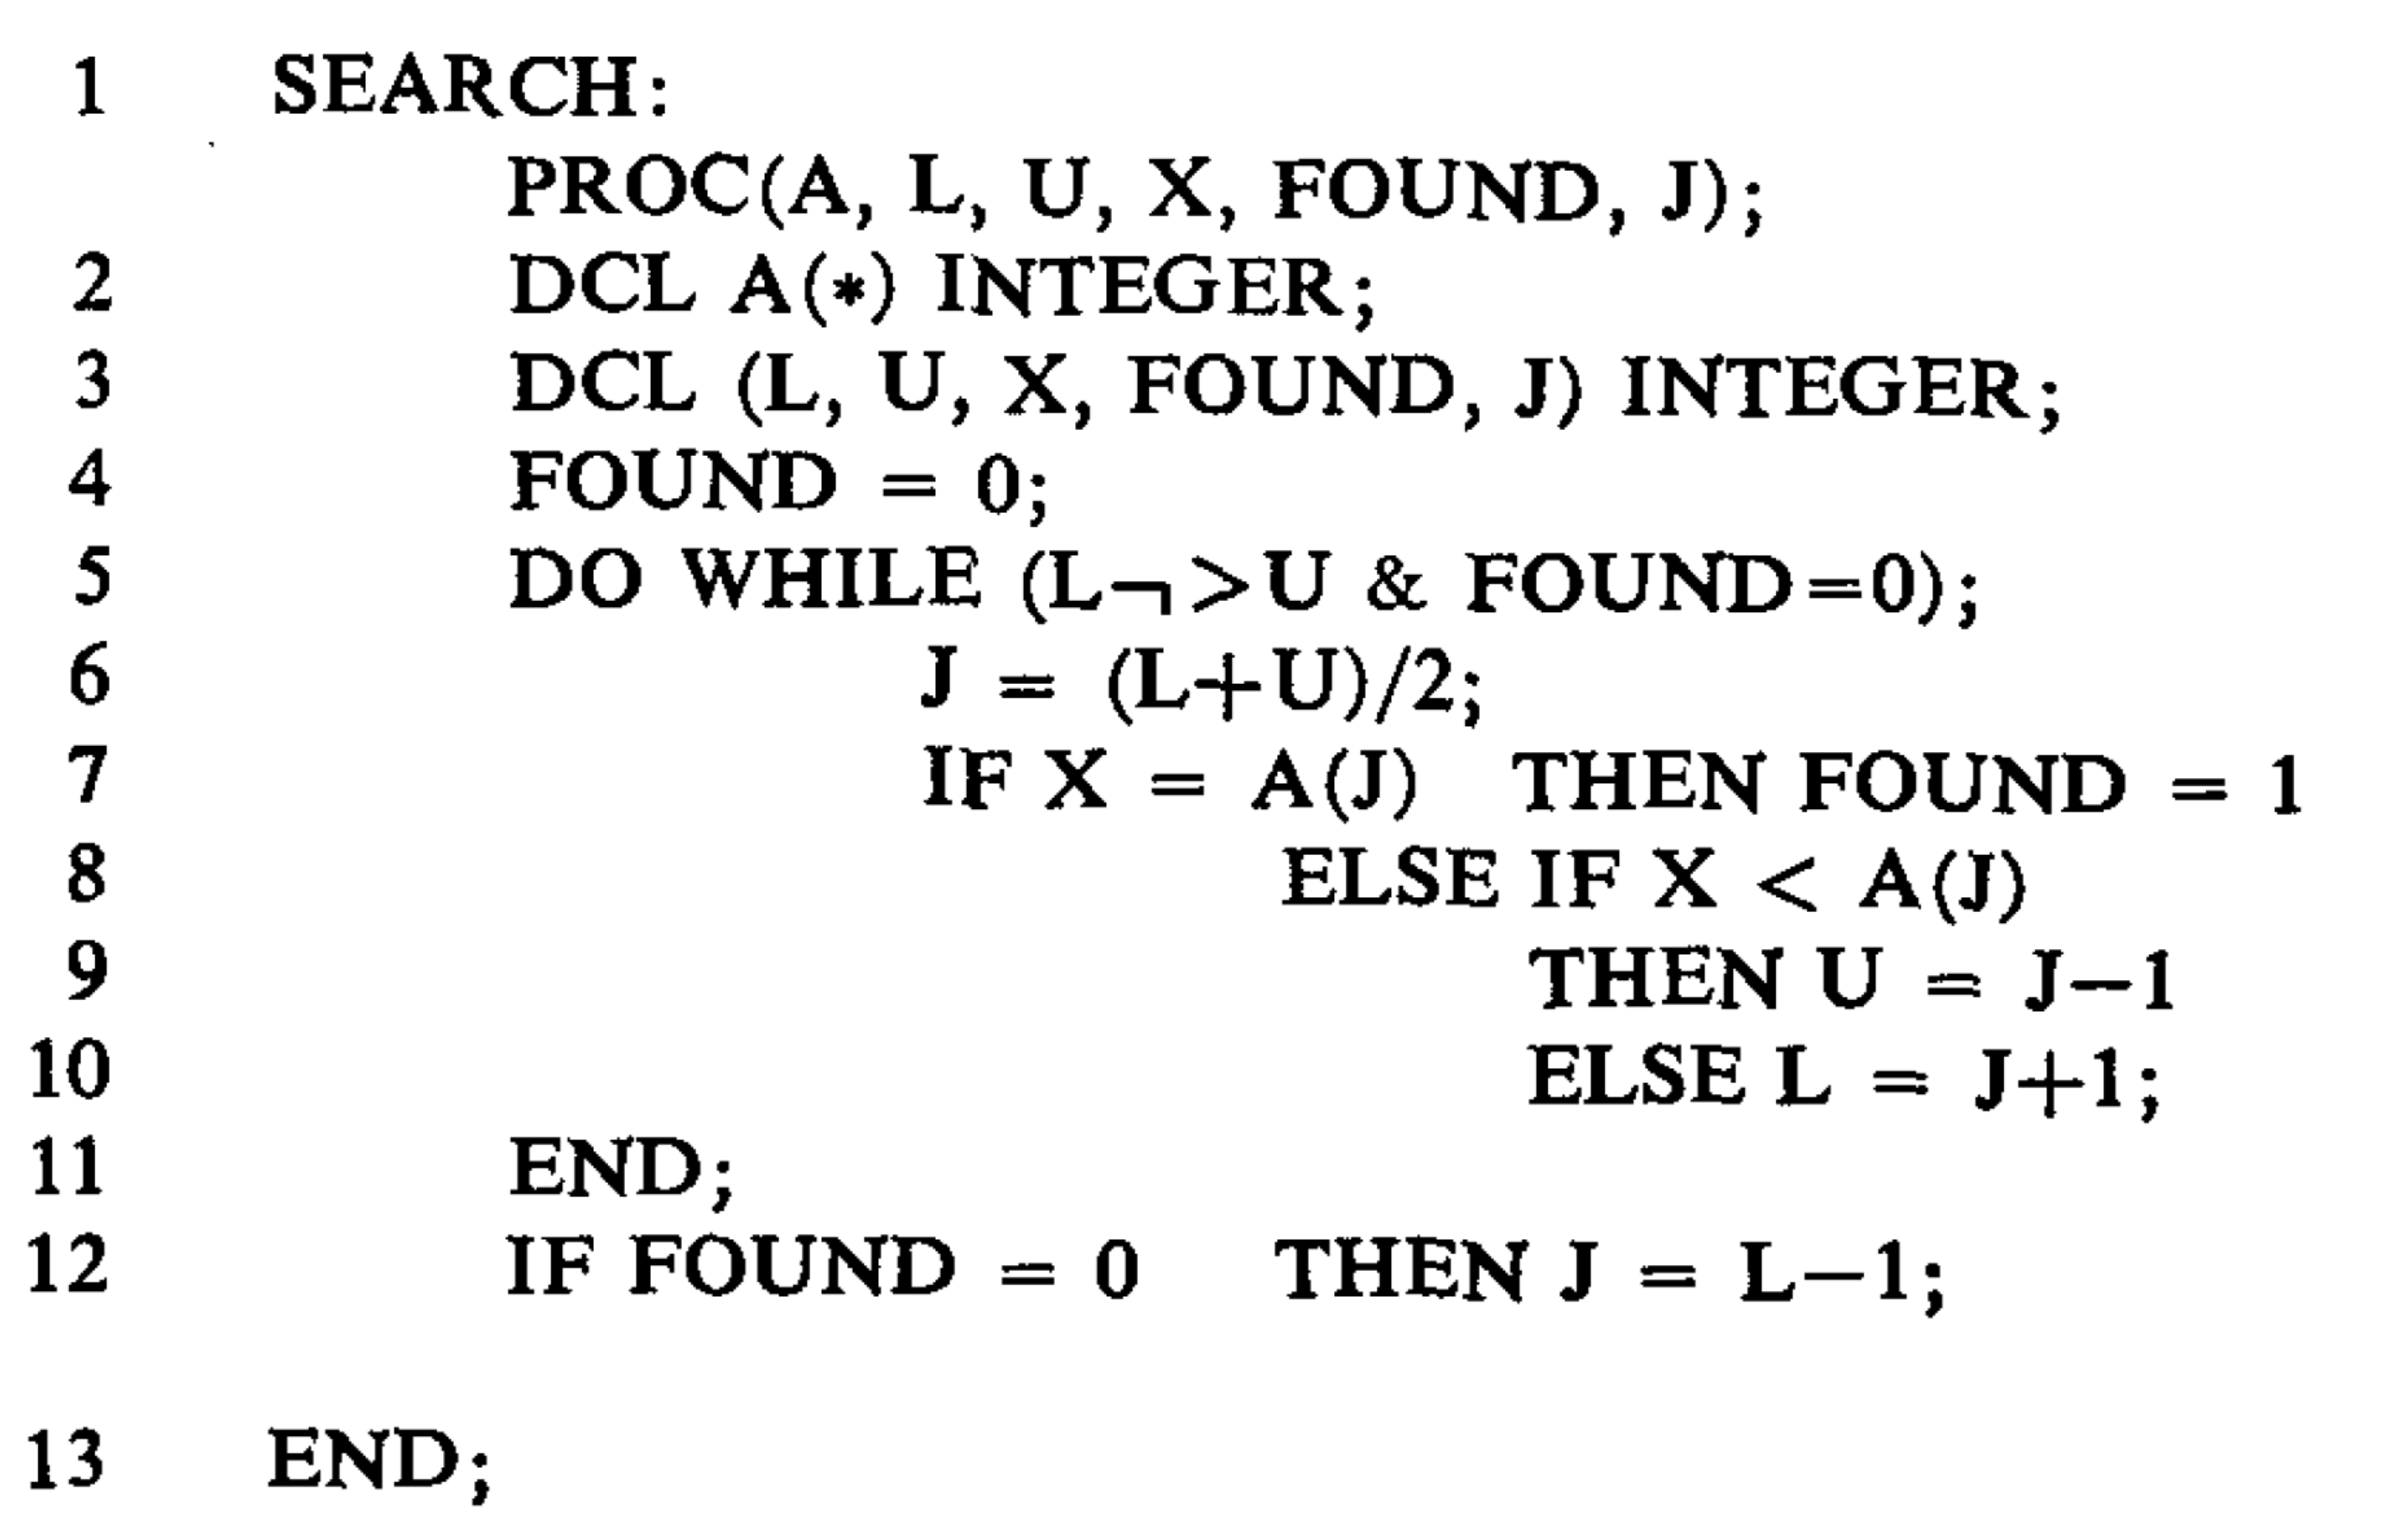 1 SEARCH:
PROC(A, L, U, X, FOUND, J);
2 DCL A(*) INTEGER;
3 DCL (L, U, X, FOUND, J) INTEGER;
4 FOUND = 0;
5 DO WHILE (L¬>U & FOUND=0);
6 J = (L+U)/2;
7 IF X = A(J) THEN FOUND = 1
8 ELSE IF X < A(J)
9 THEN U = J−1
10 ELSE L = J+1;
11 END;
12 IF FOUND = 0 THEN J = L−1;
13 END;